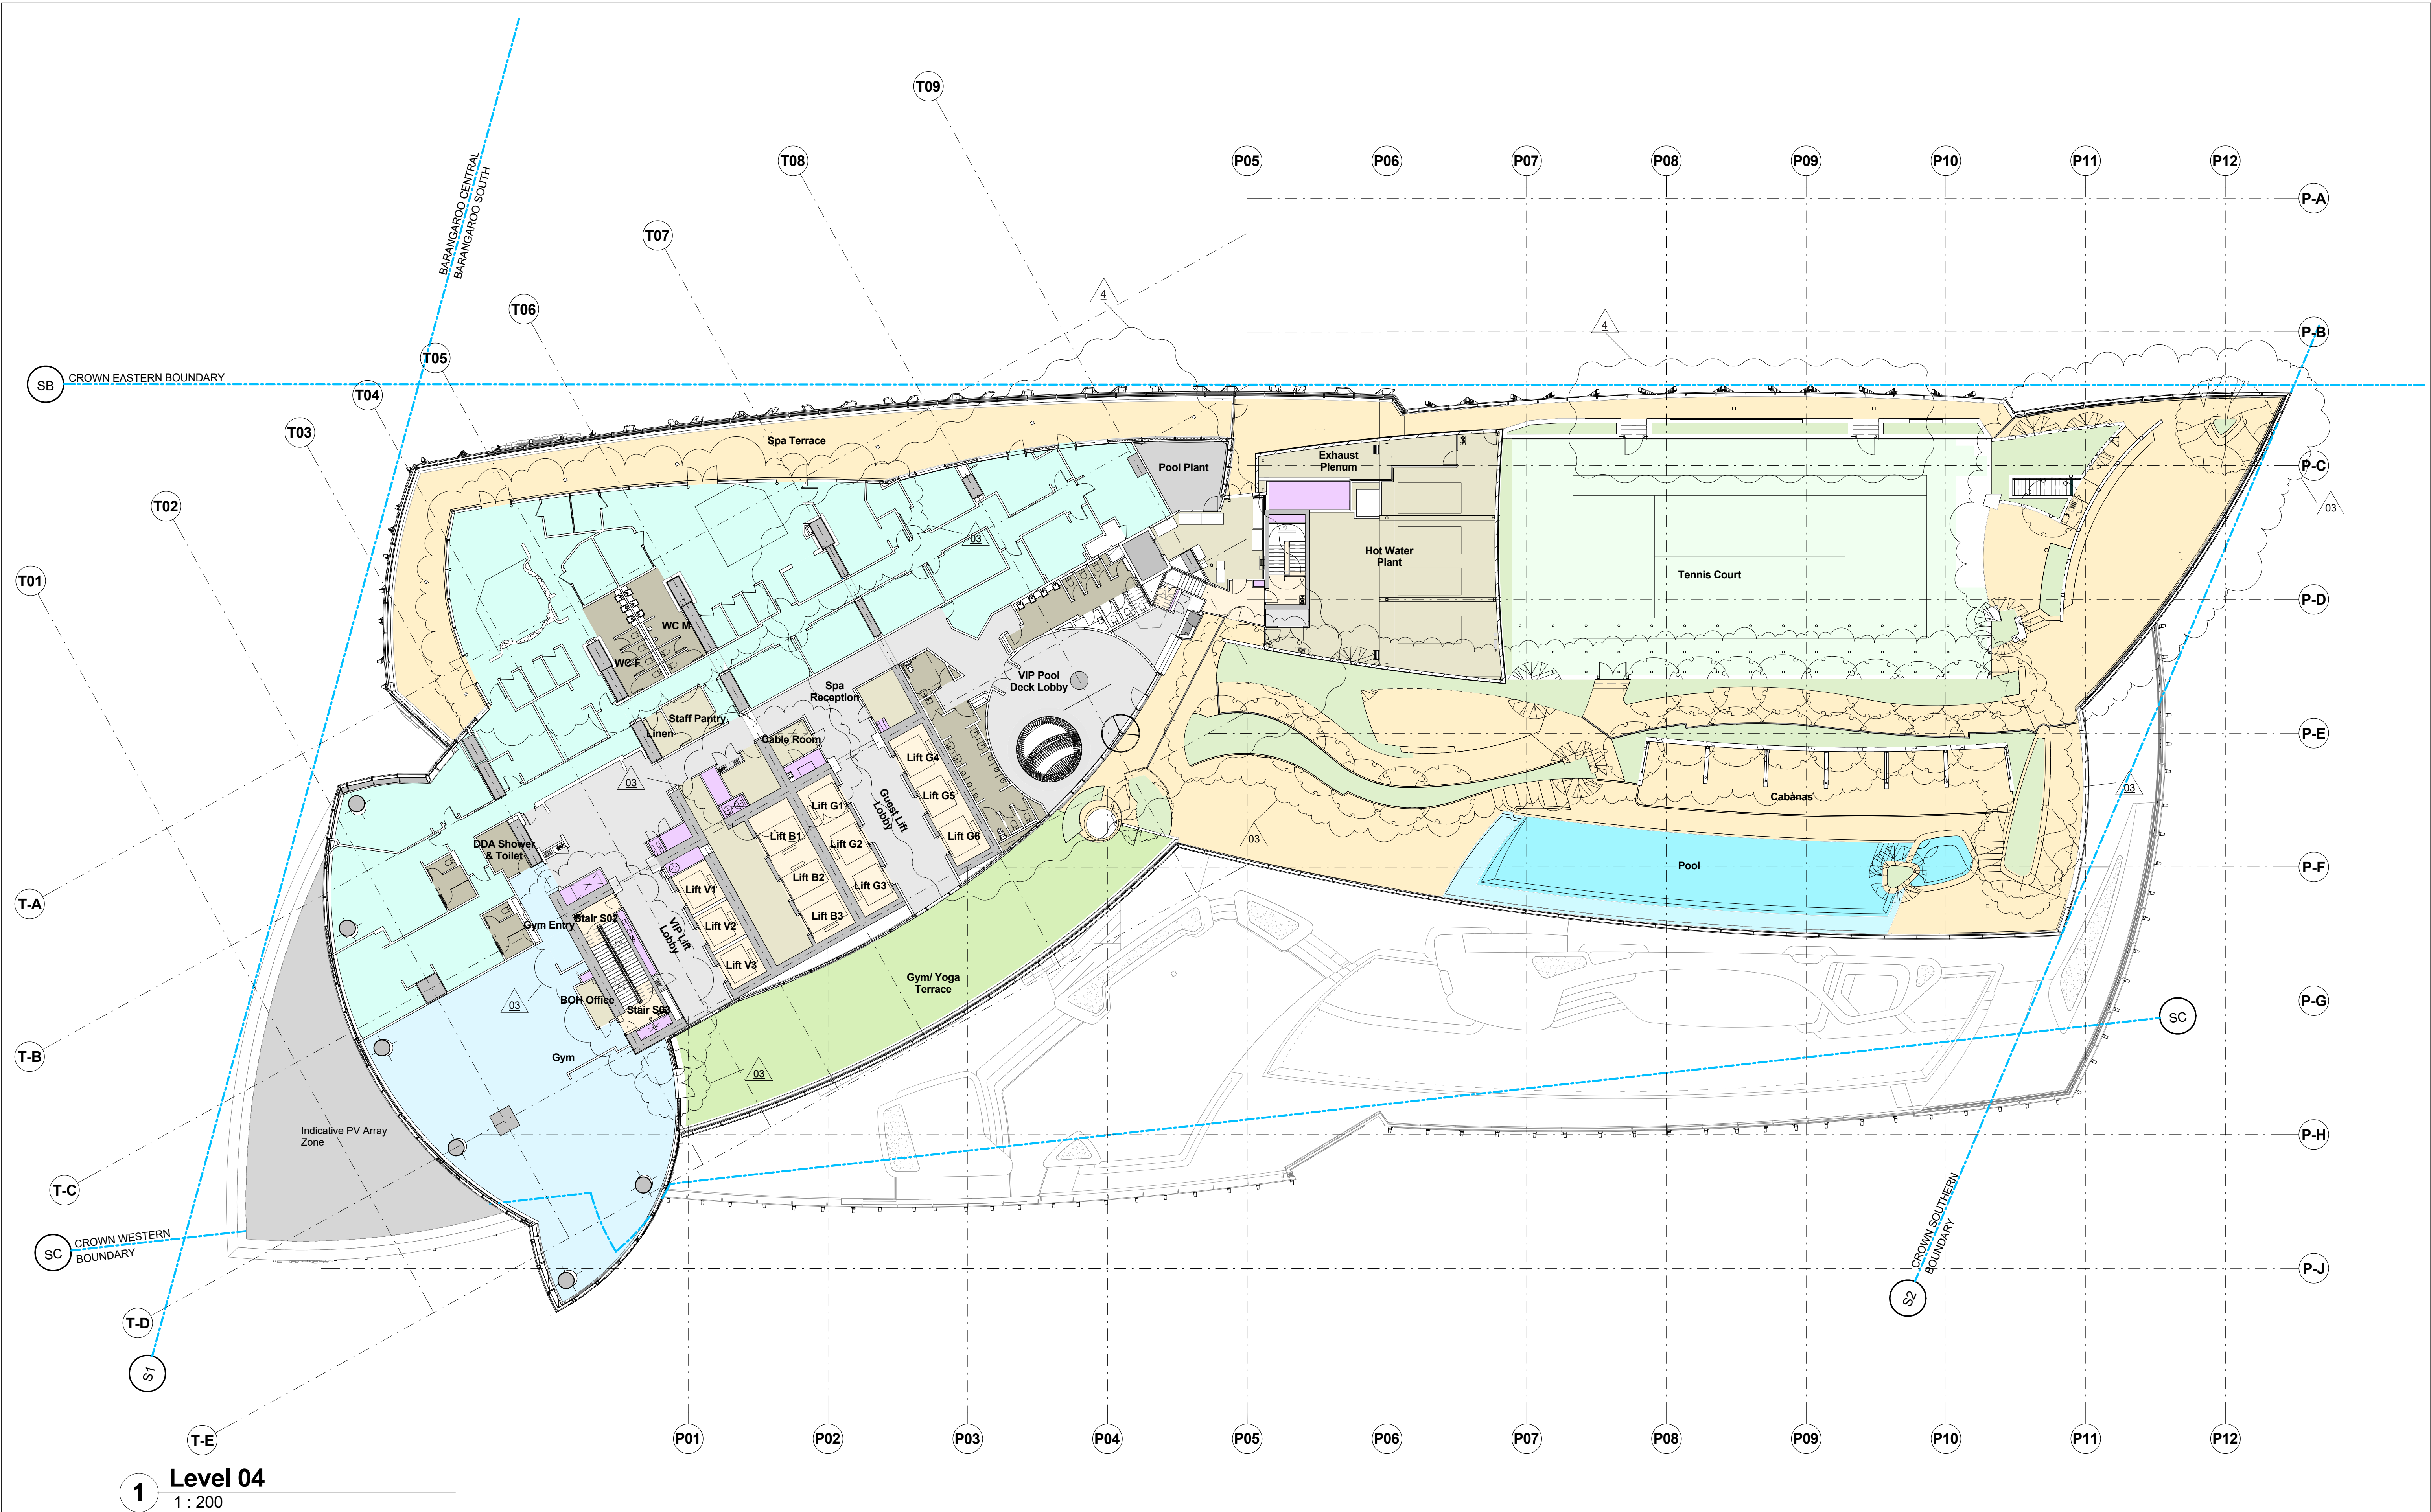 T09
T08
P05
P06
P07
P08
P09
P10
P11
P12
P-A
BARANGAROO CENTRAL
BARANGAROO SOUTH
T07
4
4
T06
P-B
T05
SB
CROWN EASTERN BOUNDARY
T04
T03
Spa Terrace
Pool Plant
Exhaust
Plenum
P-C
T02
03
03
Hot Water
Plant
Tennis Court
T01
P-D
WC M
WC F
VIP Pool
Deck Lobby
Spa
Reception
Staff Pantry
Linen
Cable Room
P-E
Lift G4
03
Lift G5
Lift G1
Guest Lift
Lobby
Cabanas
03
Lift B1
Lift G6
Lift G2
DDA Shower
& Toilet
03
Pool
P-F
Lift B2
Lift G3
Lift V1
T-A
Lift B3
Stair S02
Gym Entry
Lift V2
VIP Lift
Lobby
Lift V3
Gym/ Yoga
Terrace
BOH Office
03
Stair S03
P-G
SC
T-B
Gym
03
Indicative PV Array
Zone
P-H
T-C
CROWN SOUTHERN
BOUNDARY
SC
CROWN WESTERN
BOUNDARY
P-J
S2
T-D
S1
T-E
P01
P02
P03
P04
P05
P06
P07
P08
P09
P10
P11
P12
1
Level 04
1 : 200